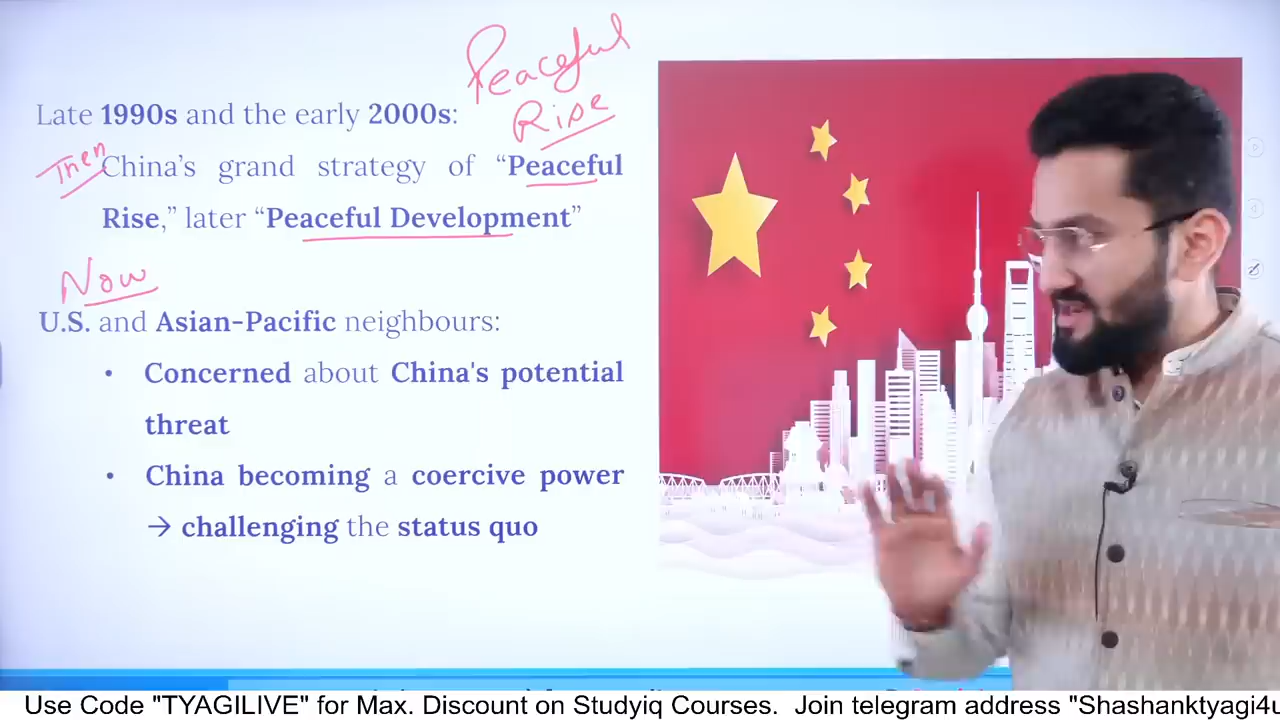 Peaceful
Rise
Late 1990s and the early 2000s:
Then
China's grand strategy of “Peaceful
Rise,” later “Peaceful Development”
Now
U.S. and Asian-Pacific neighbours:
• Concerned about China's potential
threat
• China becoming a coercive power
→ challenging the status quo
Use Code "TYAGILIVE" for Max. Discount on Studyiq Courses. Join telegram address "Shashanktyagi4u